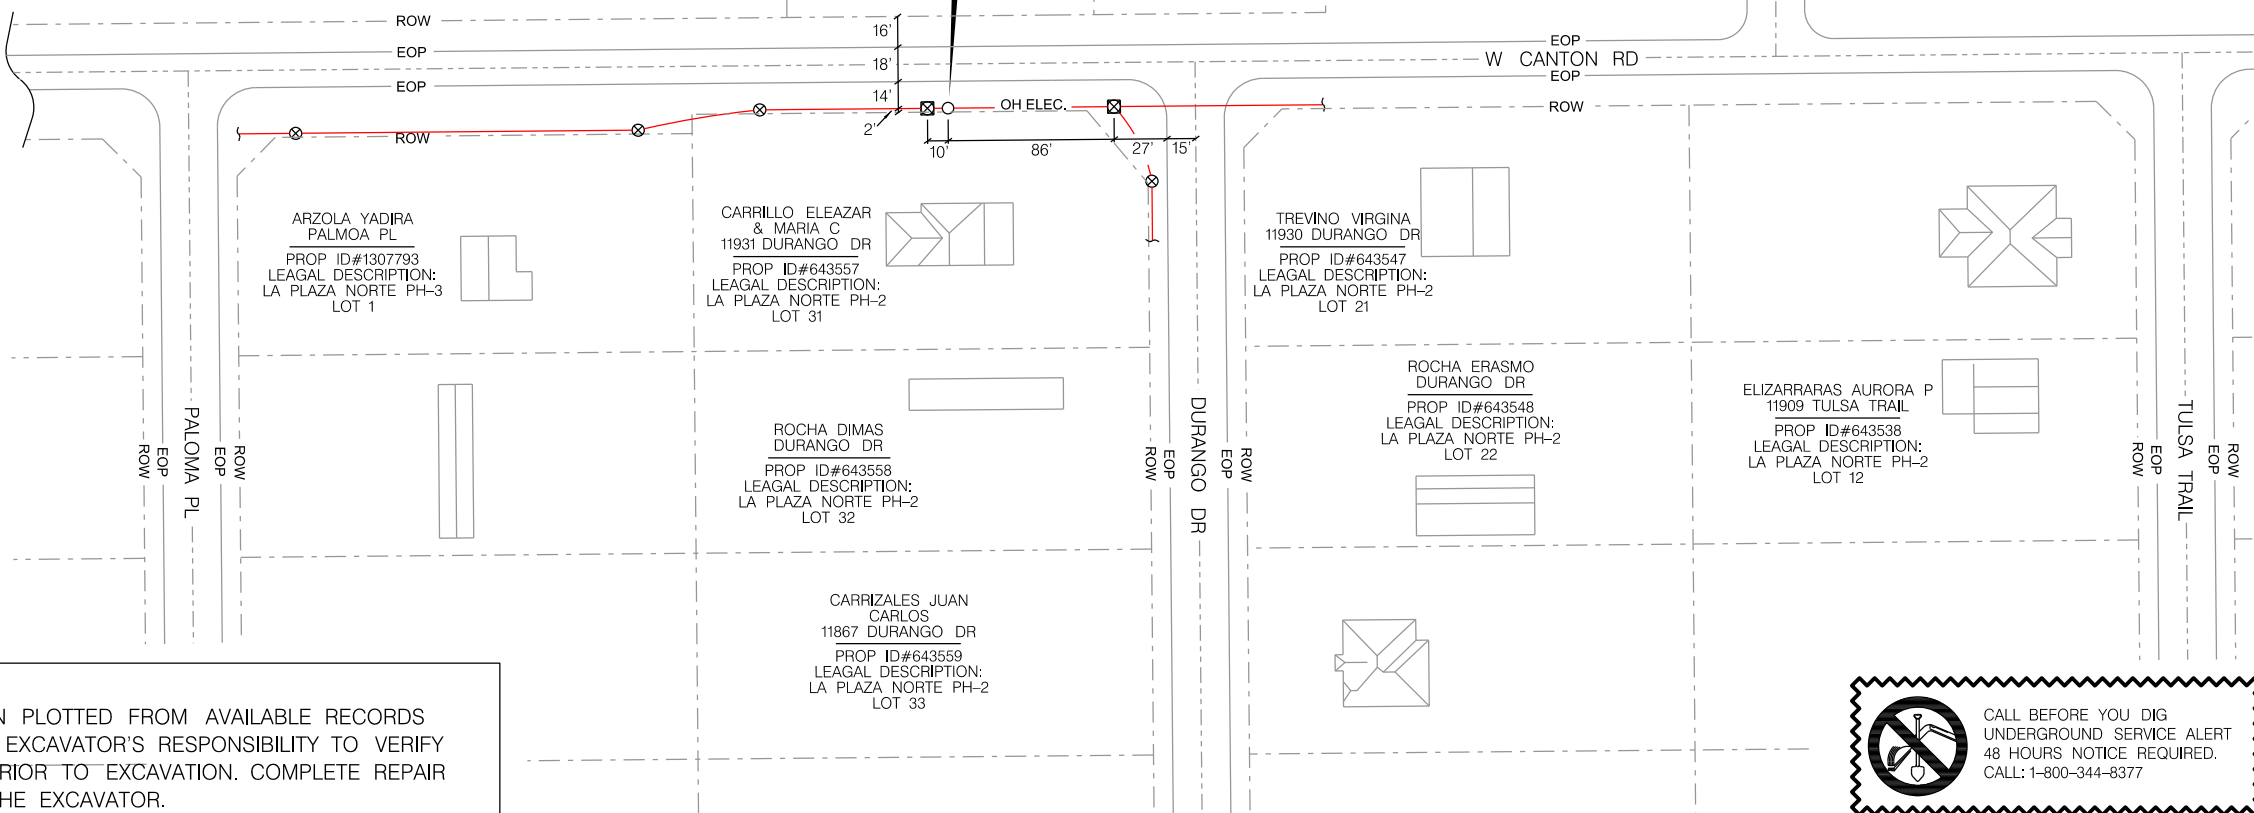 ROW
16'
EOP
EOP
18'
W CANTON RD
EOP
EOP
14'
OH ELEC.
ROW
2'
ROW
10'
86'
27'
15'
ARZOLA YADIRA
PALMOA PL
PROP ID#1307793
LEAGAL DESCRIPTION:
LA PLAZA NORTE PH-3
LOT 1
CARRILLO ELEAZAR
& MARIA C
11931 DURANGO DR
PROP ID#643557
LEAGAL DESCRIPTION:
LA PLAZA NORTE PH-2
LOT 31
TREVINO VIRGINA
11930 DURANGO DR
PROP ID#643547
LEAGAL DESCRIPTION:
LA PLAZA NORTE PH-2
LOT 21
ROCHA DIMAS
DURANGO DR
PROP ID#643558
LEAGAL DESCRIPTION:
LA PLAZA NORTE PH-2
LOT 32
ROCHA ERASMO
DURANGO DR
PROP ID#643548
LEAGAL DESCRIPTION:
LA PLAZA NORTE PH-2
LOT 22
ELIZARRARAS AURORA P
11909 TULSA TRAIL
PROP ID#643538
LEAGAL DESCRIPTION:
LA PLAZA NORTE PH-2
LOT 12
ROW
EOP
PALOMA PL
EOP
ROW
ROW
EOP
DURANGO DR
EOP
ROW
ROW
EOP
TULSA TRAIL
EOP
ROW
CARRIZALES JUAN
CARLOS
11867 DURANGO DR
PROP ID#643559
LEAGAL DESCRIPTION:
LA PLAZA NORTE PH-2
LOT 33
N PLOTTED FROM AVAILABLE RECORDS
EXCAVATOR'S RESPONSIBILITY TO VERIFY
RIOR TO EXCAVATION. COMPLETE REPAIR
HE EXCAVATOR.
CALL BEFORE YOU DIG
UNDERGROUND SERVICE ALERT
48 HOURS NOTICE REQUIRED.
CALL: 1-800-344-8377